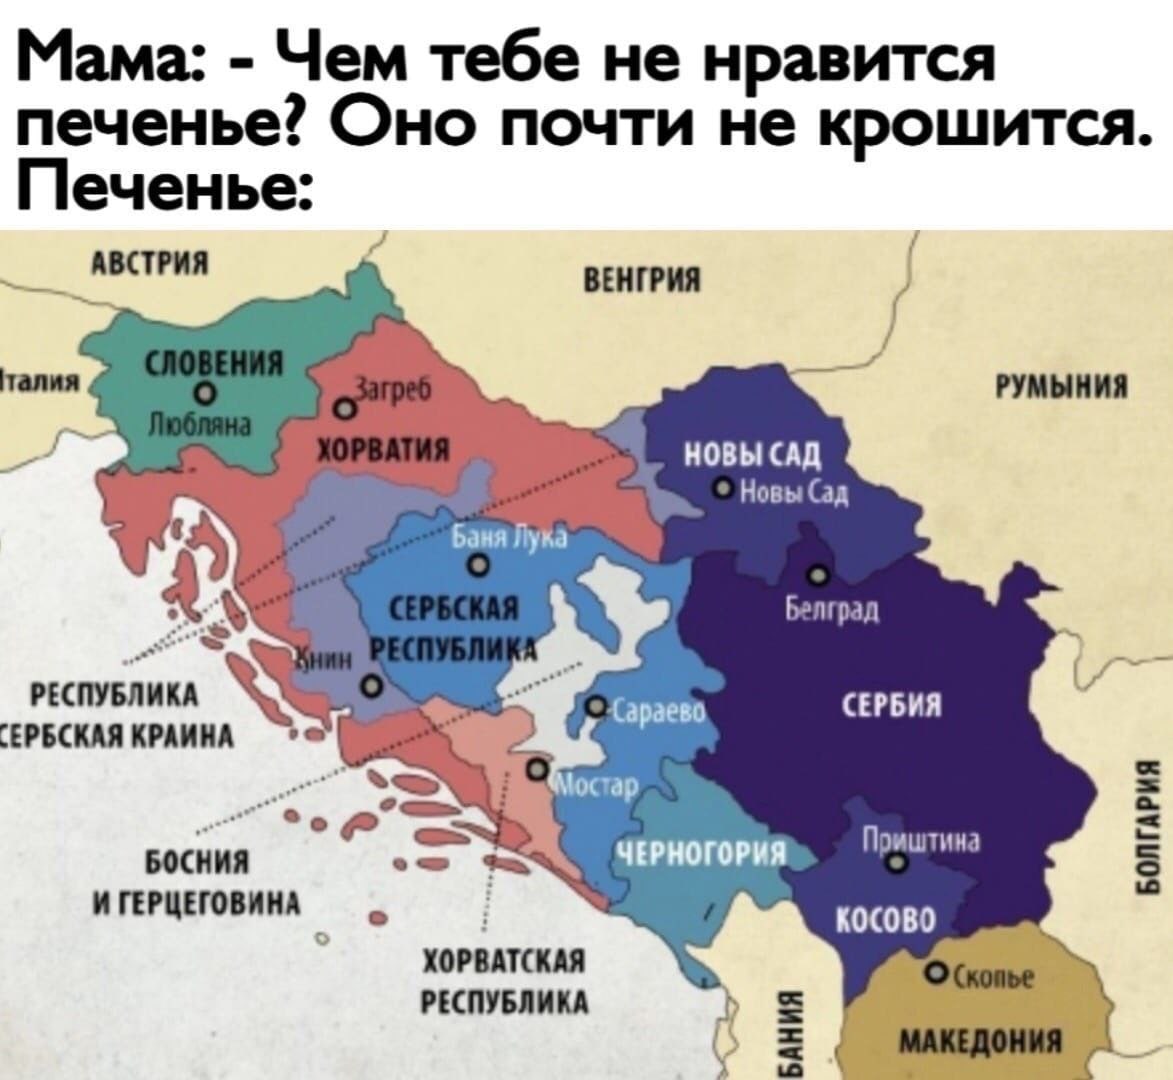 Мама: - Чем тебе не нравится
печенье? Оно почти не крошится.
Печенье:
АВСТРИЯ
ВЕНГРИЯ
СЛОВЕНИЯ
Италия
Загреб
РУМЫНИЯ
Любляна
ХОРВАТИЯ
НОВЫ САД
Новы Сад
Баня Лука
СЕРБСКАЯ
РЕСПУБЛИКА
Белград
Книн
РЕСПУБЛИКА
СЕРБСКАЯ КРАИНА
Сараево
СЕРБИЯ
Мостар
БОЛГАРИЯ
ЧЕРНОГОРИЯ
Приштина
БОСНИЯ
И ГЕРЦЕГОВИНА
КОСОВО
ХОРВАТСКАЯ
РЕСПУБЛИКА
Скопье
БАНИЯ
МАКЕДОНИЯ